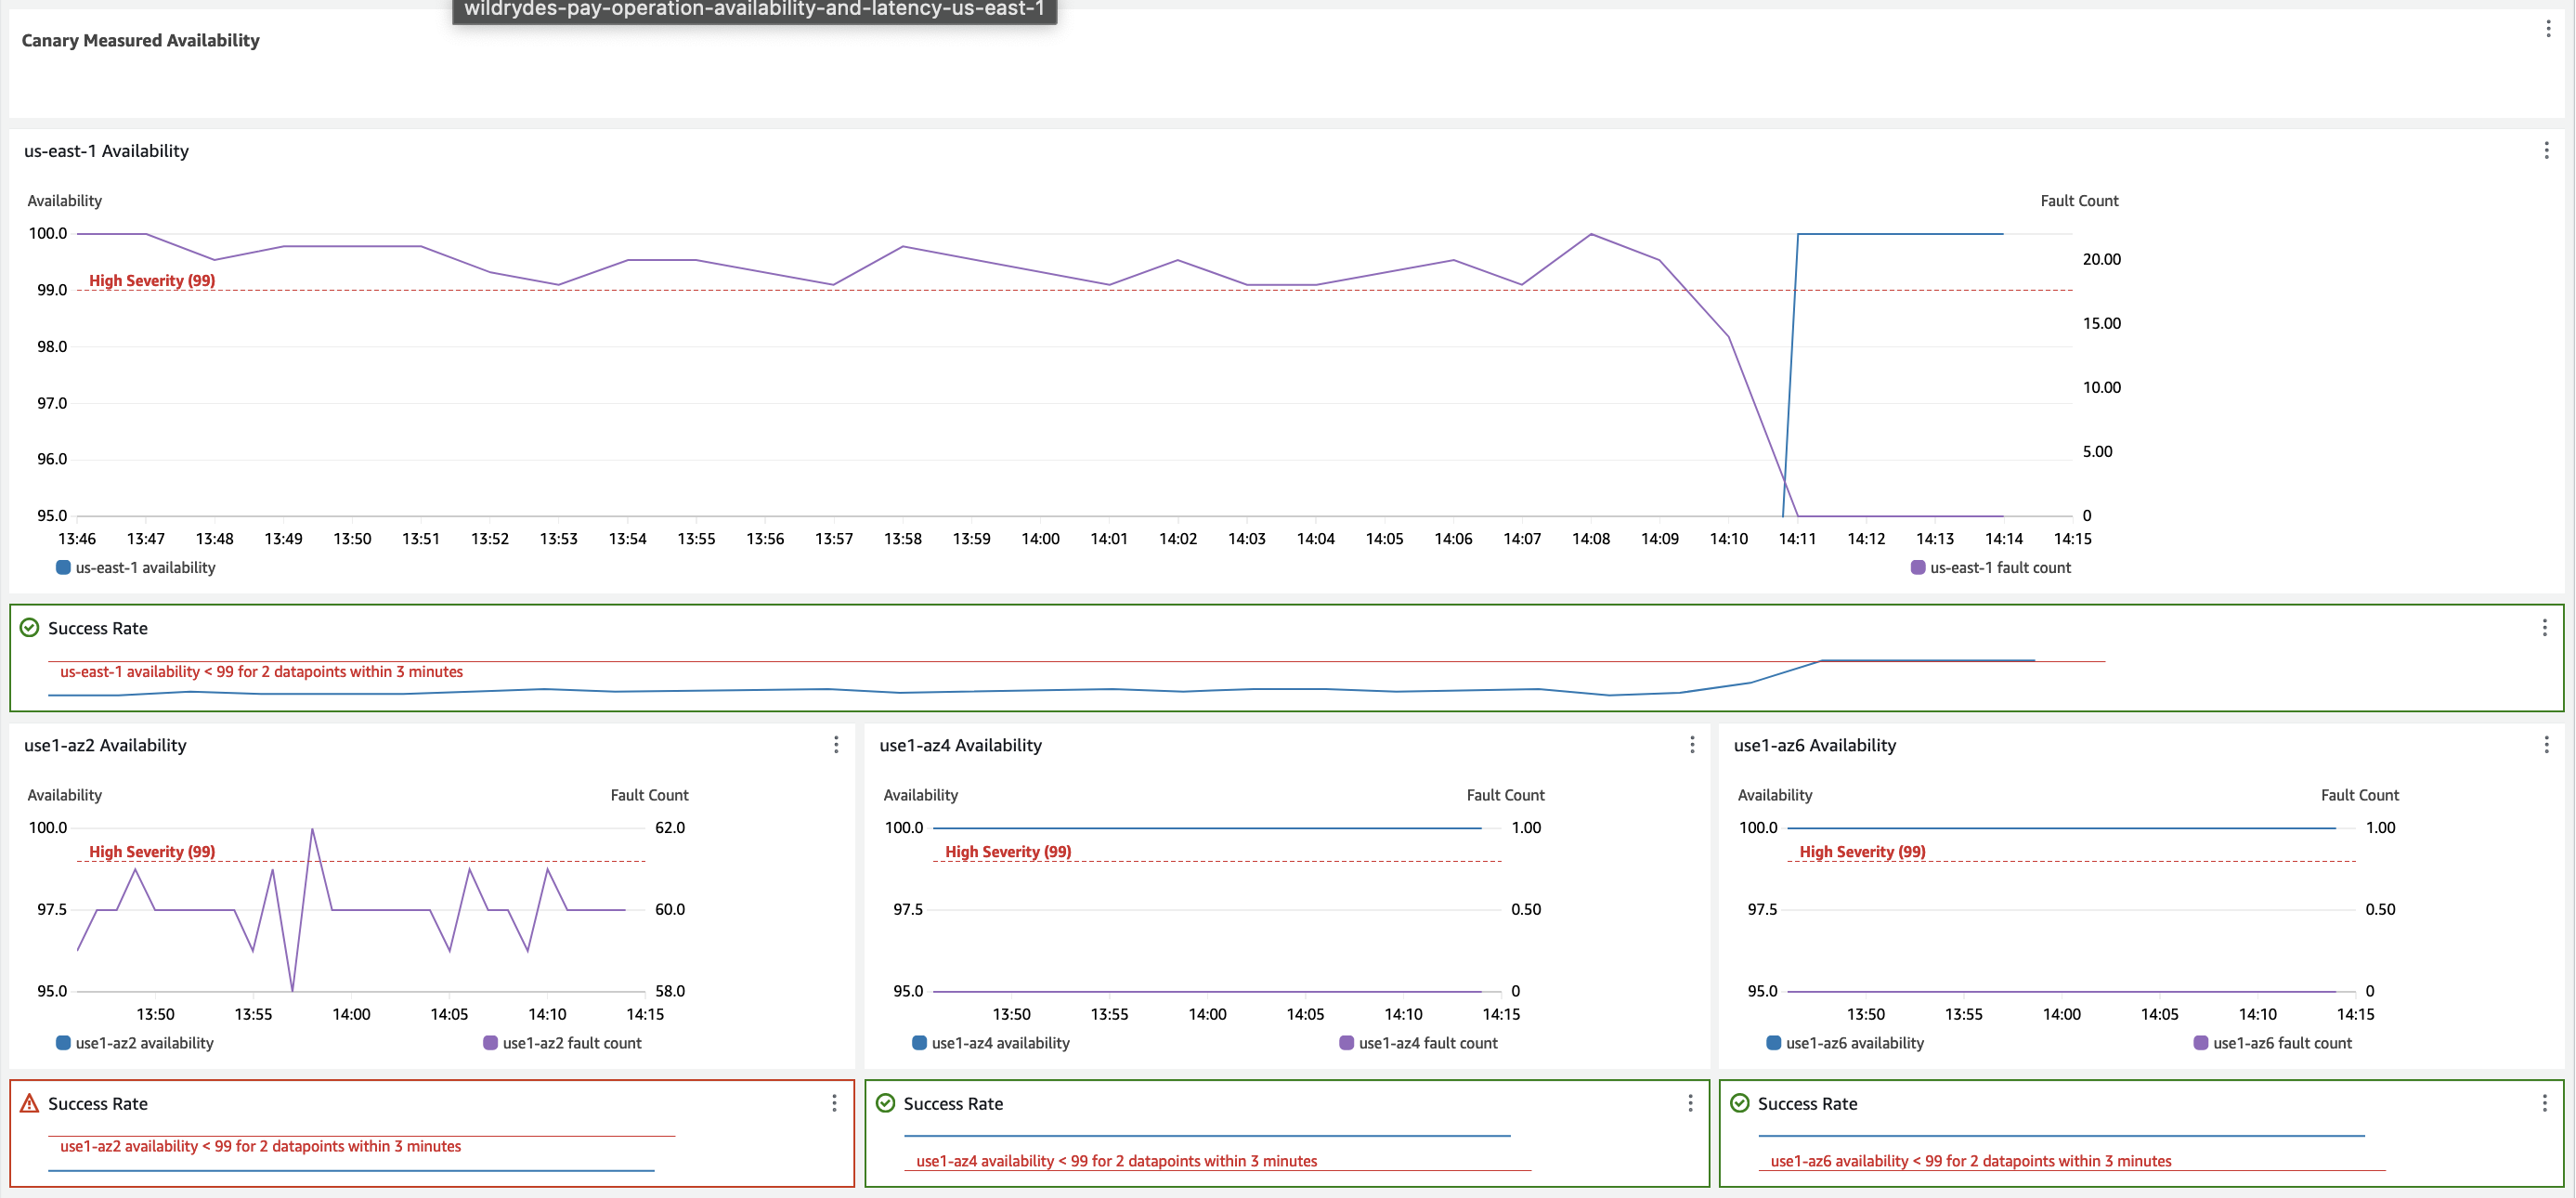 wildrydes-pay-operation-availability-and-latency-us-east-1
Canary Measured Availability
us-east-1 Availability
Availability
Fault Count
100.0
High Severity (99)
99.0
98.0
97.0
96.0
95.0
20.00
15.00
10.00
5.00
0
13:46 13:47 13:48 13:49 13:50 13:51 13:52 13:53 13:54 13:55 13:56 13:57 13:58 13:59 14:00 14:01 14:02 14:03 14:04 14:05 14:06 14:07 14:08 14:09 14:10 14:11 14:12 14:13 14:14 14:15
us-east-1 availability
us-east-1 fault count
Success Rate
us-east-1 availability < 99 for 2 datapoints within 3 minutes
use1-az2 Availability
Availability
Fault Count
100.0
High Severity (99)
97.5
95.0
62.0
60.0
58.0
13:50 13:55 14:00 14:05 14:10 14:15
use1-az2 availability
use1-az2 fault count
use1-az4 Availability
Availability
Fault Count
100.0
High Severity (99)
97.5
95.0
1.00
0.50
0
13:50 13:55 14:00 14:05 14:10 14:15
use1-az4 availability
use1-az4 fault count
use1-az6 Availability
Availability
Fault Count
100.0
High Severity (99)
97.5
95.0
1.00
0.50
0
13:50 13:55 14:00 14:05 14:10 14:15
use1-az6 availability
use1-az6 fault count
Success Rate
use1-az2 availability < 99 for 2 datapoints within 3 minutes
Success Rate
use1-az4 availability < 99 for 2 datapoints within 3 minutes
Success Rate
use1-az6 availability < 99 for 2 datapoints within 3 minutes